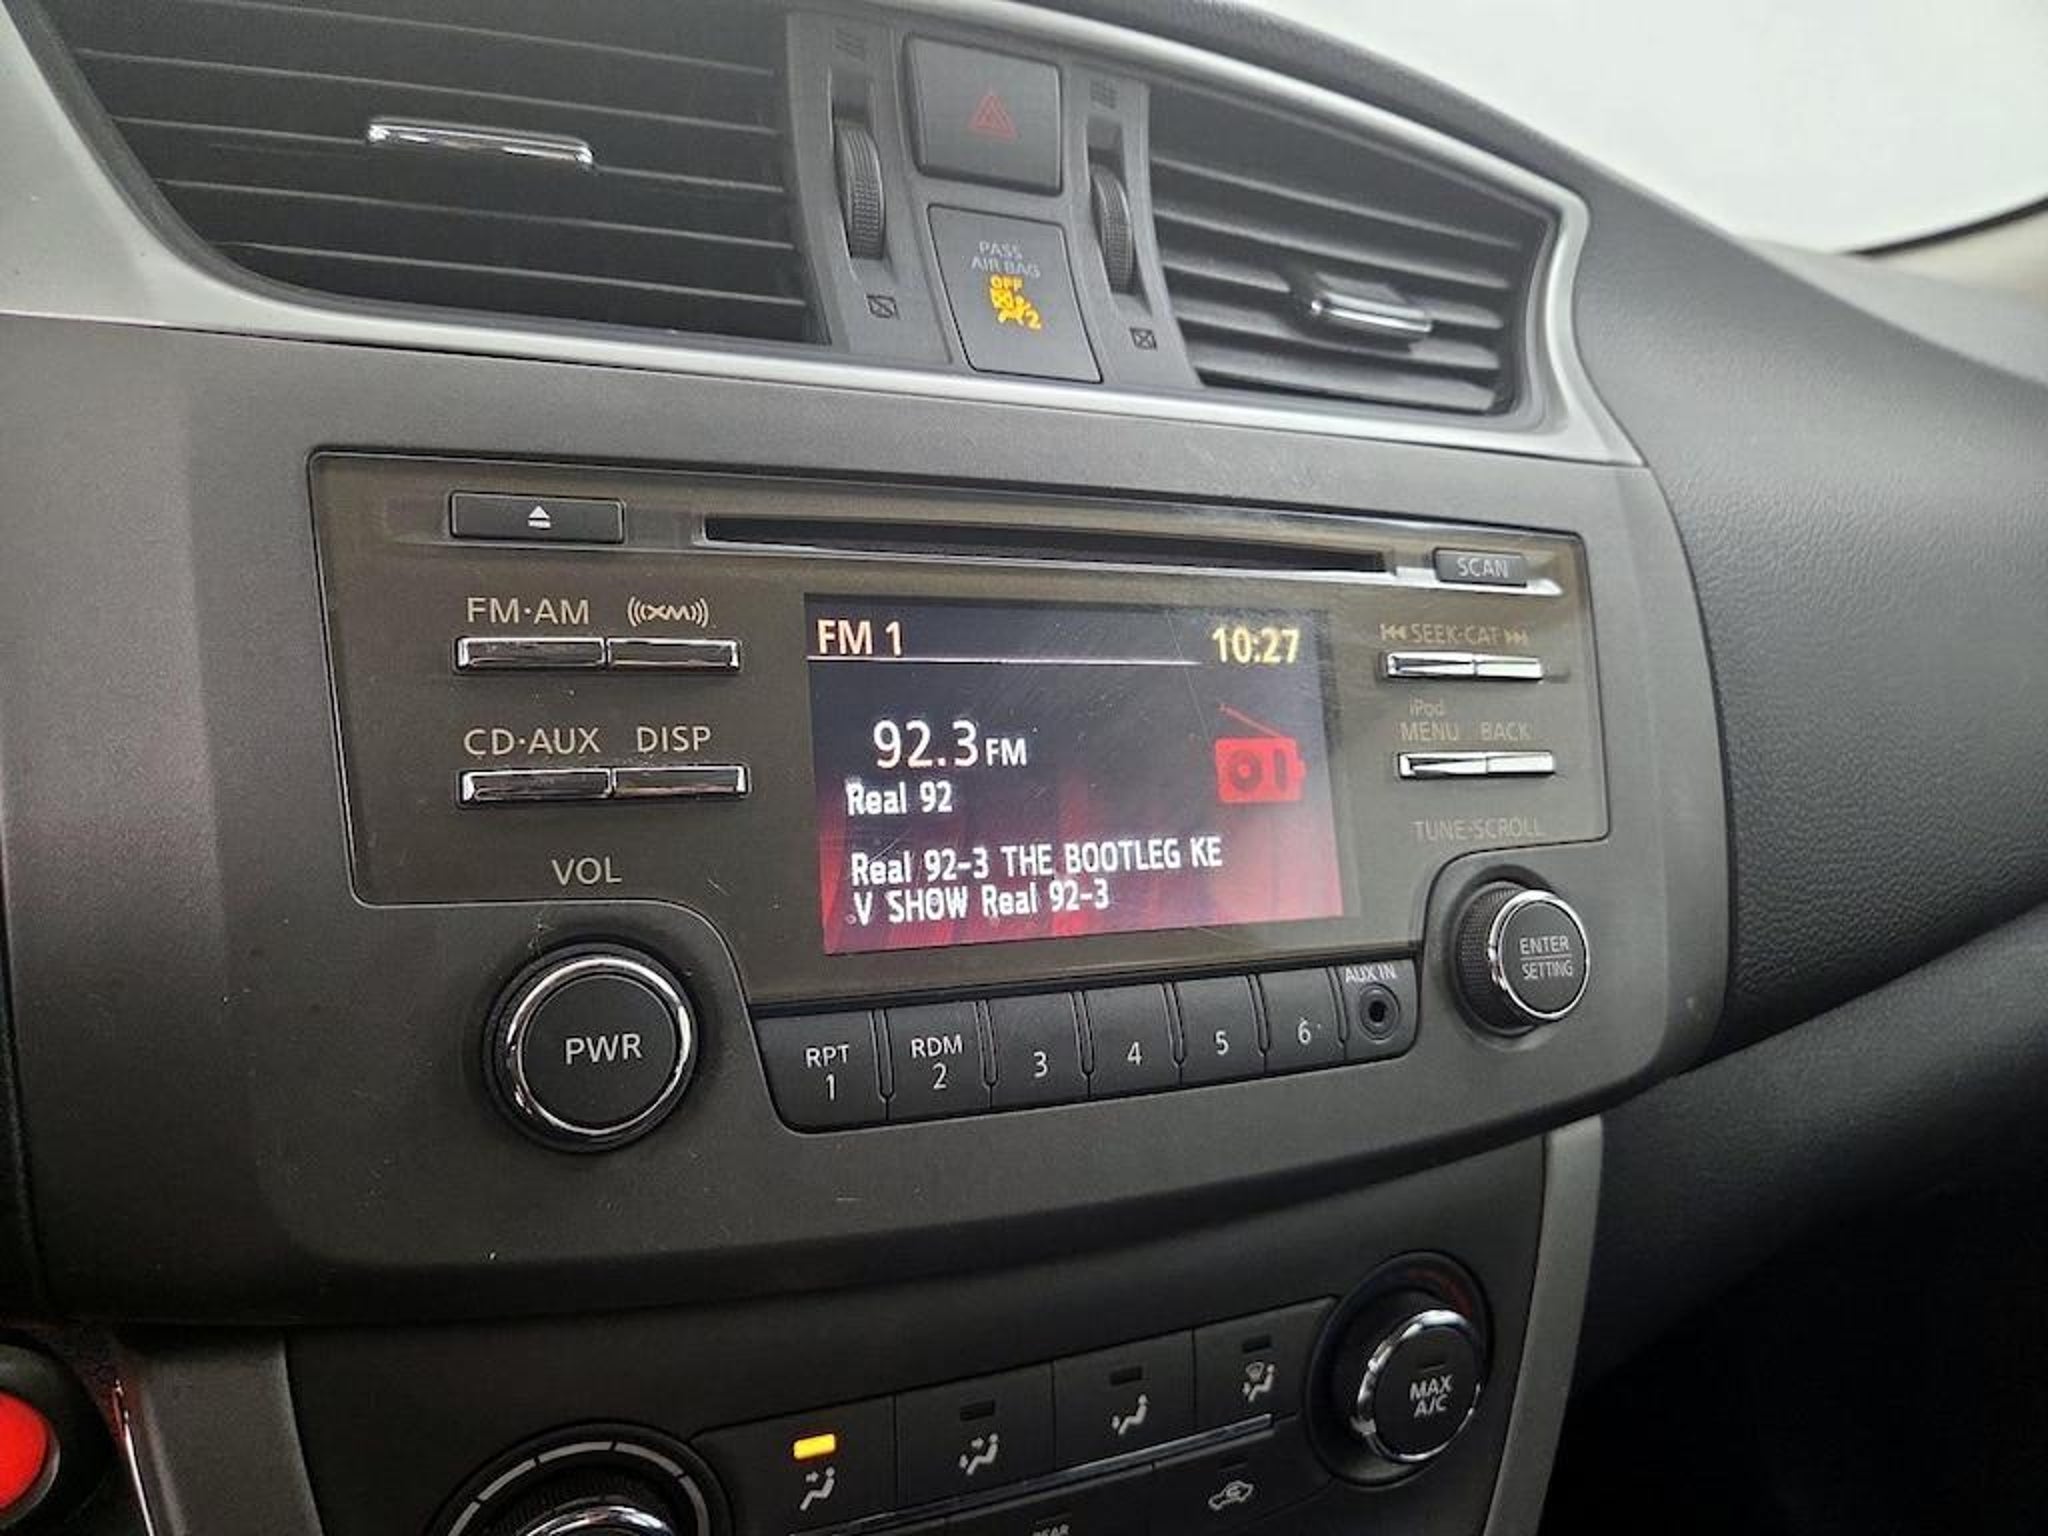 PASS
AIR BAG
OFF
2
SCAN
FM·AM
((XM))
FM 1
10:27
SEEK·CAT
CD·AUX
DISP
92.3 FM
iPod
MENU
BACK
Real 92
TUNE·SCROLL
VOL
Real 92-3 THE BOOTLEG KE
V SHOW Real 92-3
PWR
ENTER
SETTING
AUX IN
RPT
1
RDM
2
3
4
5
6
MAX
A/C